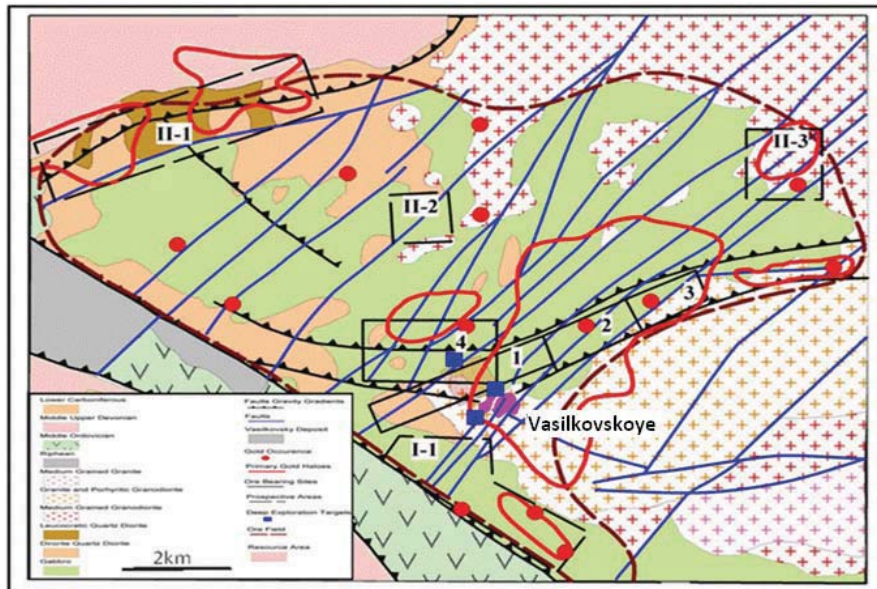 II-1
II-3
II-2
3
2
4
1
Vasilkovskoye
I-1
Lower Carboniferous
Middle Upper Devonian
Middle Ordovician
Riphean
Medium Grained Granite
Granite and Porhyritic Granodiorite
Medium Grained Granodiorite
Leucocratic Quartz Diorite
Diorite Quartz Diorite
Gabbro
Faults Gravity Gradients
Faults
Vasilkovsky Deposit
Gold Occurence
Primary Gold Haloes
Ore Bearing Sites
Prospective Areas
Deep Exploration Targets
Ore Field
Resource Area
2km